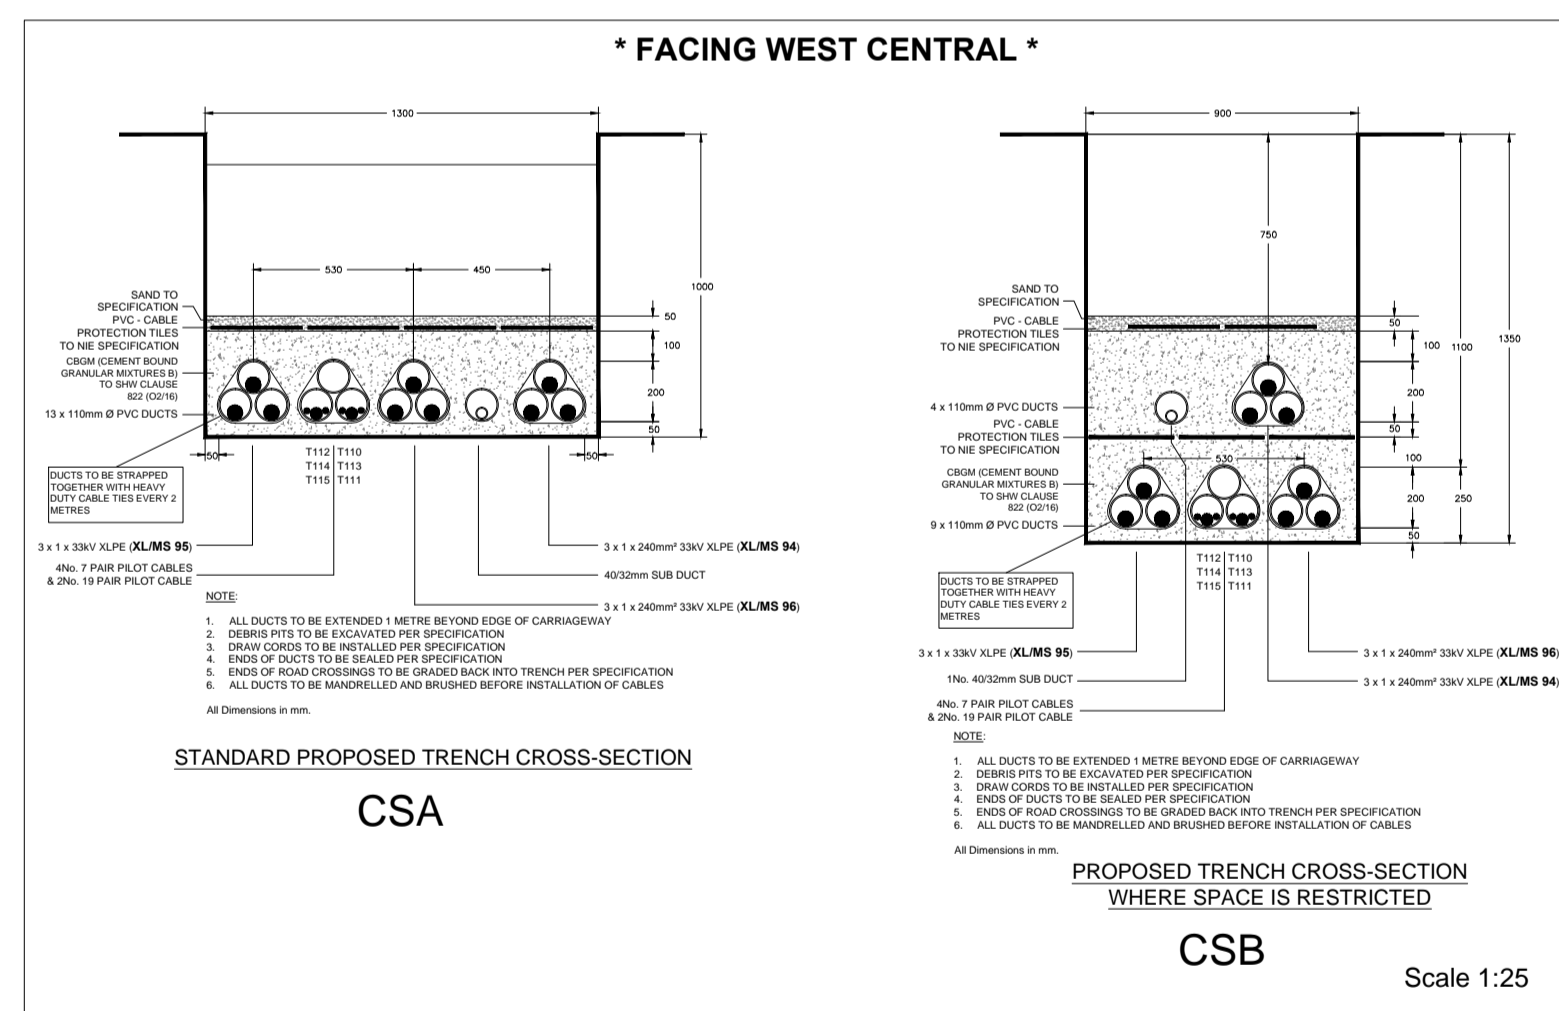 * FACING WEST CENTRAL *
1300
530
450
1000
50
100
200
50
50
50
SAND TO
SPECIFICATION
PVC - CABLE
PROTECTION TILES
TO NIE SPECIFICATION
CBGM (CEMENT BOUND
GRANULAR MIXTURES B)
TO SHW CLAUSE
822 (O2/16)
13 x 110mm Ø PVC DUCTS
DUCTS TO BE STRAPPED
TOGETHER WITH HEAVY
DUTY CABLE TIES EVERY 2
METRES
T112 T110
T114 T113
T115 T111
3 x 1 x 33kV XLPE (XL/MS 95)
4No. 7 PAIR PILOT CABLES
& 2No. 19 PAIR PILOT CABLE
3 x 1 x 240mm² 33kV XLPE (XL/MS 94)
40/32mm SUB DUCT
3 x 1 x 240mm² 33kV XLPE (XL/MS 96)
NOTE:
1. ALL DUCTS TO BE EXTENDED 1 METRE BEYOND EDGE OF CARRIAGEWAY
2. DEBRIS PITS TO BE EXCAVATED PER SPECIFICATION
3. DRAW CORDS TO BE INSTALLED PER SPECIFICATION
4. ENDS OF DUCTS TO BE SEALED PER SPECIFICATION
5. ENDS OF ROAD CROSSINGS TO BE GRADED BACK INTO TRENCH PER SPECIFICATION
6. ALL DUCTS TO BE MANDRELLED AND BRUSHED BEFORE INSTALLATION OF CABLES
All Dimensions in mm.
STANDARD PROPOSED TRENCH CROSS-SECTION
CSA
900
750
50
100
200
50
100
200
50
1100
250
1350
530
SAND TO
SPECIFICATION
PVC - CABLE
PROTECTION TILES
TO NIE SPECIFICATION
4 x 110mm Ø PVC DUCTS
PVC - CABLE
PROTECTION TILES
TO NIE SPECIFICATION
CBGM (CEMENT BOUND
GRANULAR MIXTURES B)
TO SHW CLAUSE
822 (O2/16)
9 x 110mm Ø PVC DUCTS
DUCTS TO BE STRAPPED
TOGETHER WITH HEAVY
DUTY CABLE TIES EVERY 2
METRES
T112 T110
T114 T113
T115 T111
3 x 1 x 33kV XLPE (XL/MS 95)
1No. 40/32mm SUB DUCT
4No. 7 PAIR PILOT CABLES
& 2No. 19 PAIR PILOT CABLE
3 x 1 x 240mm² 33kV XLPE (XL/MS 96)
3 x 1 x 240mm² 33kV XLPE (XL/MS 94)
NOTE:
1. ALL DUCTS TO BE EXTENDED 1 METRE BEYOND EDGE OF CARRIAGEWAY
2. DEBRIS PITS TO BE EXCAVATED PER SPECIFICATION
3. DRAW CORDS TO BE INSTALLED PER SPECIFICATION
4. ENDS OF DUCTS TO BE SEALED PER SPECIFICATION
5. ENDS OF ROAD CROSSINGS TO BE GRADED BACK INTO TRENCH PER SPECIFICATION
6. ALL DUCTS TO BE MANDRELLED AND BRUSHED BEFORE INSTALLATION OF CABLES
All Dimensions in mm.
PROPOSED TRENCH CROSS-SECTION
WHERE SPACE IS RESTRICTED
CSB
Scale 1:25